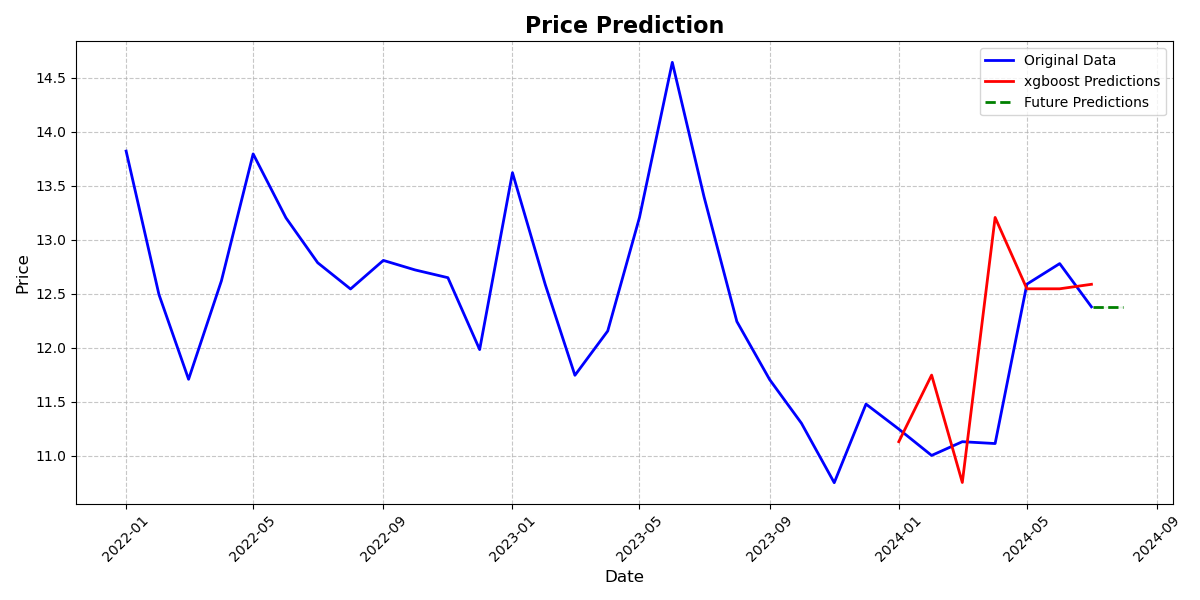 Price Prediction
Original Data
xgboost Predictions
Future Predictions
Price
14.5
14.0
13.5
13.0
12.5
12.0
11.5
11.0
2022-01
2022-05
2022-09
2023-01
2023-05
2023-09
2024-01
2024-05
2024-09
Date